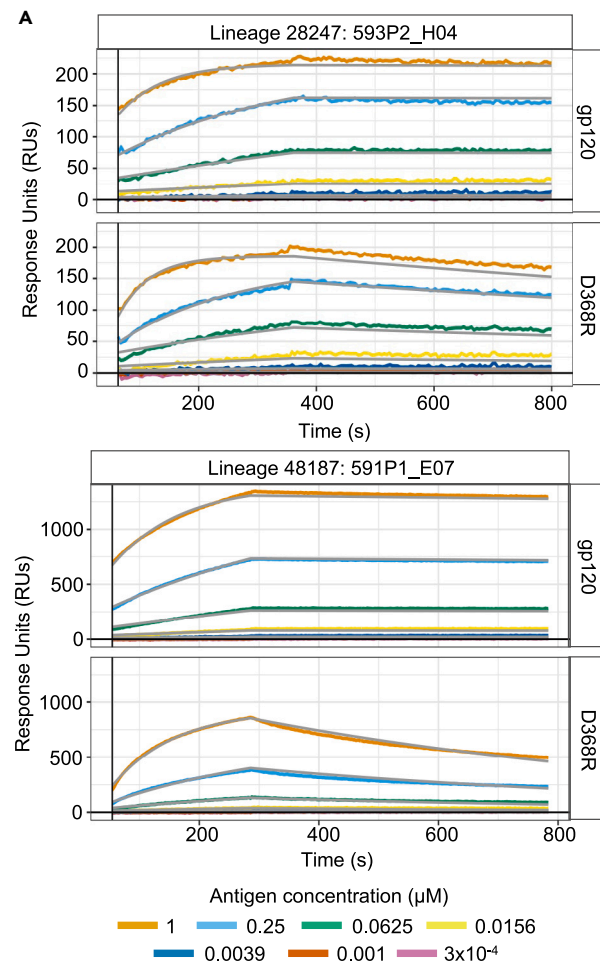 A
Lineage 28247: 593P2_H04
200
150
100
50
0
gp120
200
150
100
50
0
D368R
Response Units (RUs)
200 400 600 800
Time (s)
Lineage 48187: 591P1_E07
1000
500
0
gp120
1000
500
0
D368R
Response Units (RUs)
200 400 600 800
Time (s)
Antigen concentration (μM)
1 0.25 0.0625 0.0156
0.0039 0.001 3x10⁻⁴